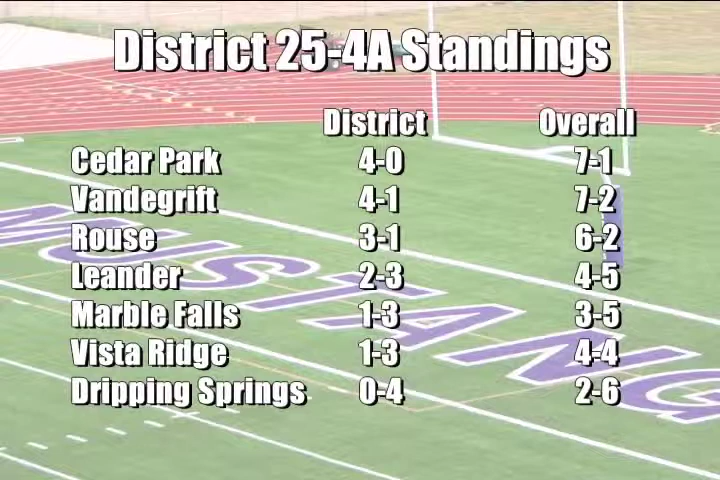 District 25-4A Standings
District Overall
Cedar Park 4-0 7-1
Vandegrift 4-1 7-2
Rouse 3-1 6-2
Leander 2-3 4-5
Marble Falls 1-3 3-5
Vista Ridge 1-3 4-4
Dripping Springs 0-4 2-6
MUSTANG